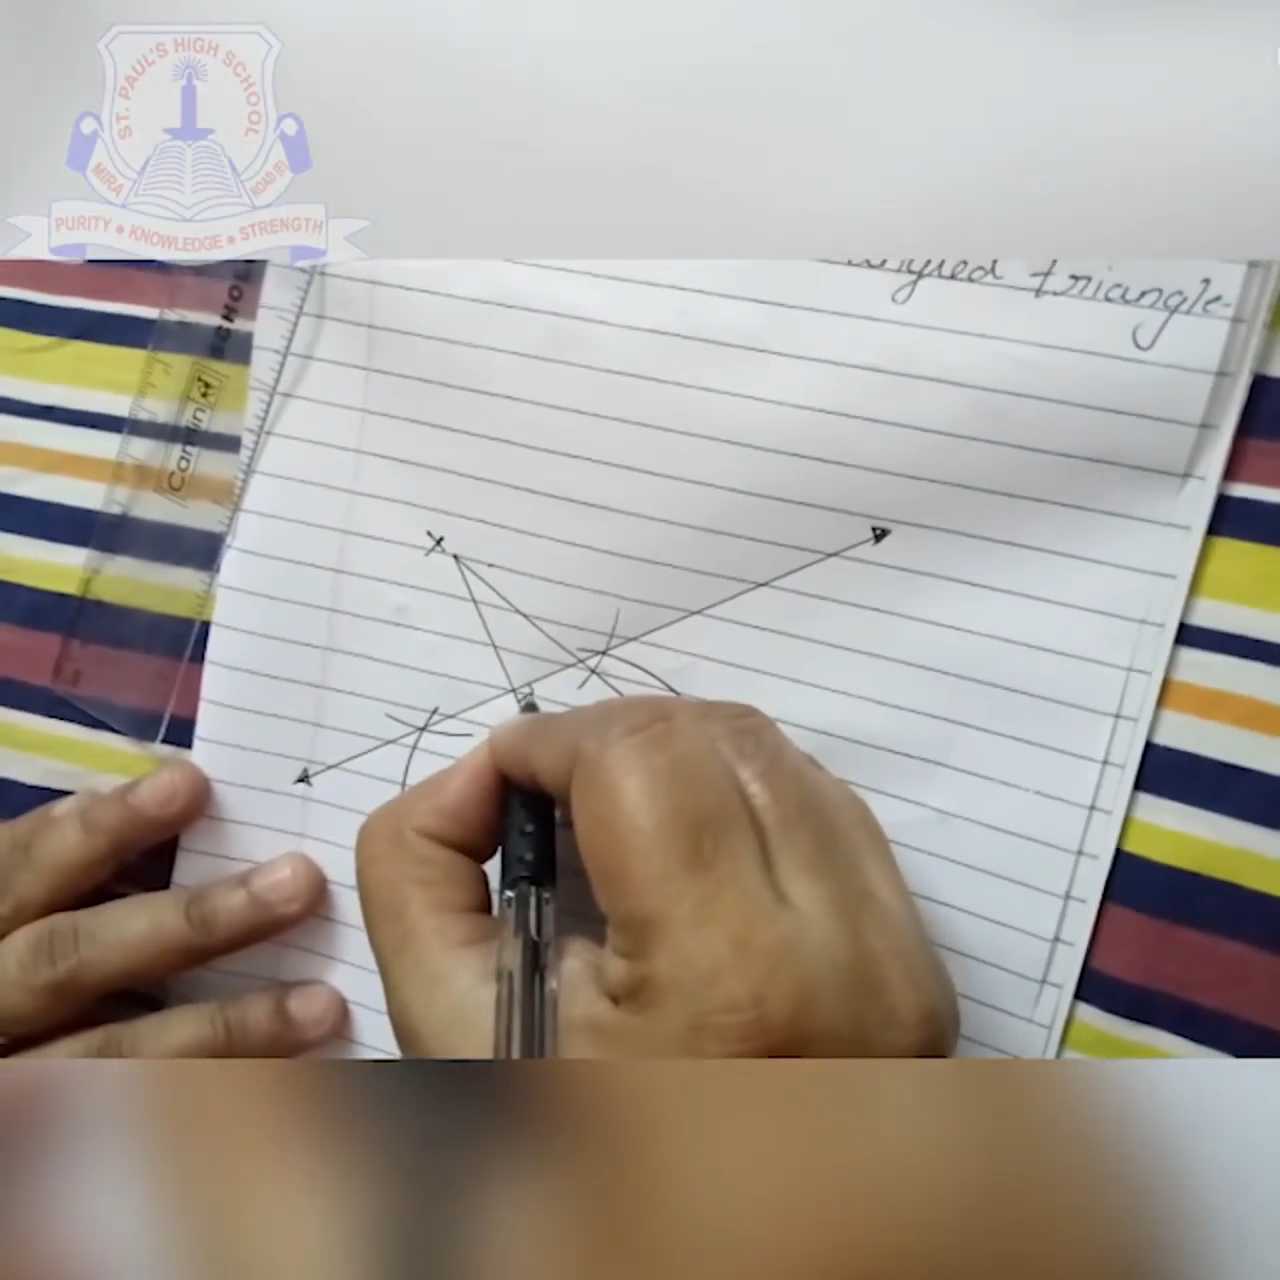 ST. PAUL'S HIGH SCHOOL
MIRA ROAD (E)
PURITY • KNOWLEDGE • STRENGTH
triangle
Camlin
X